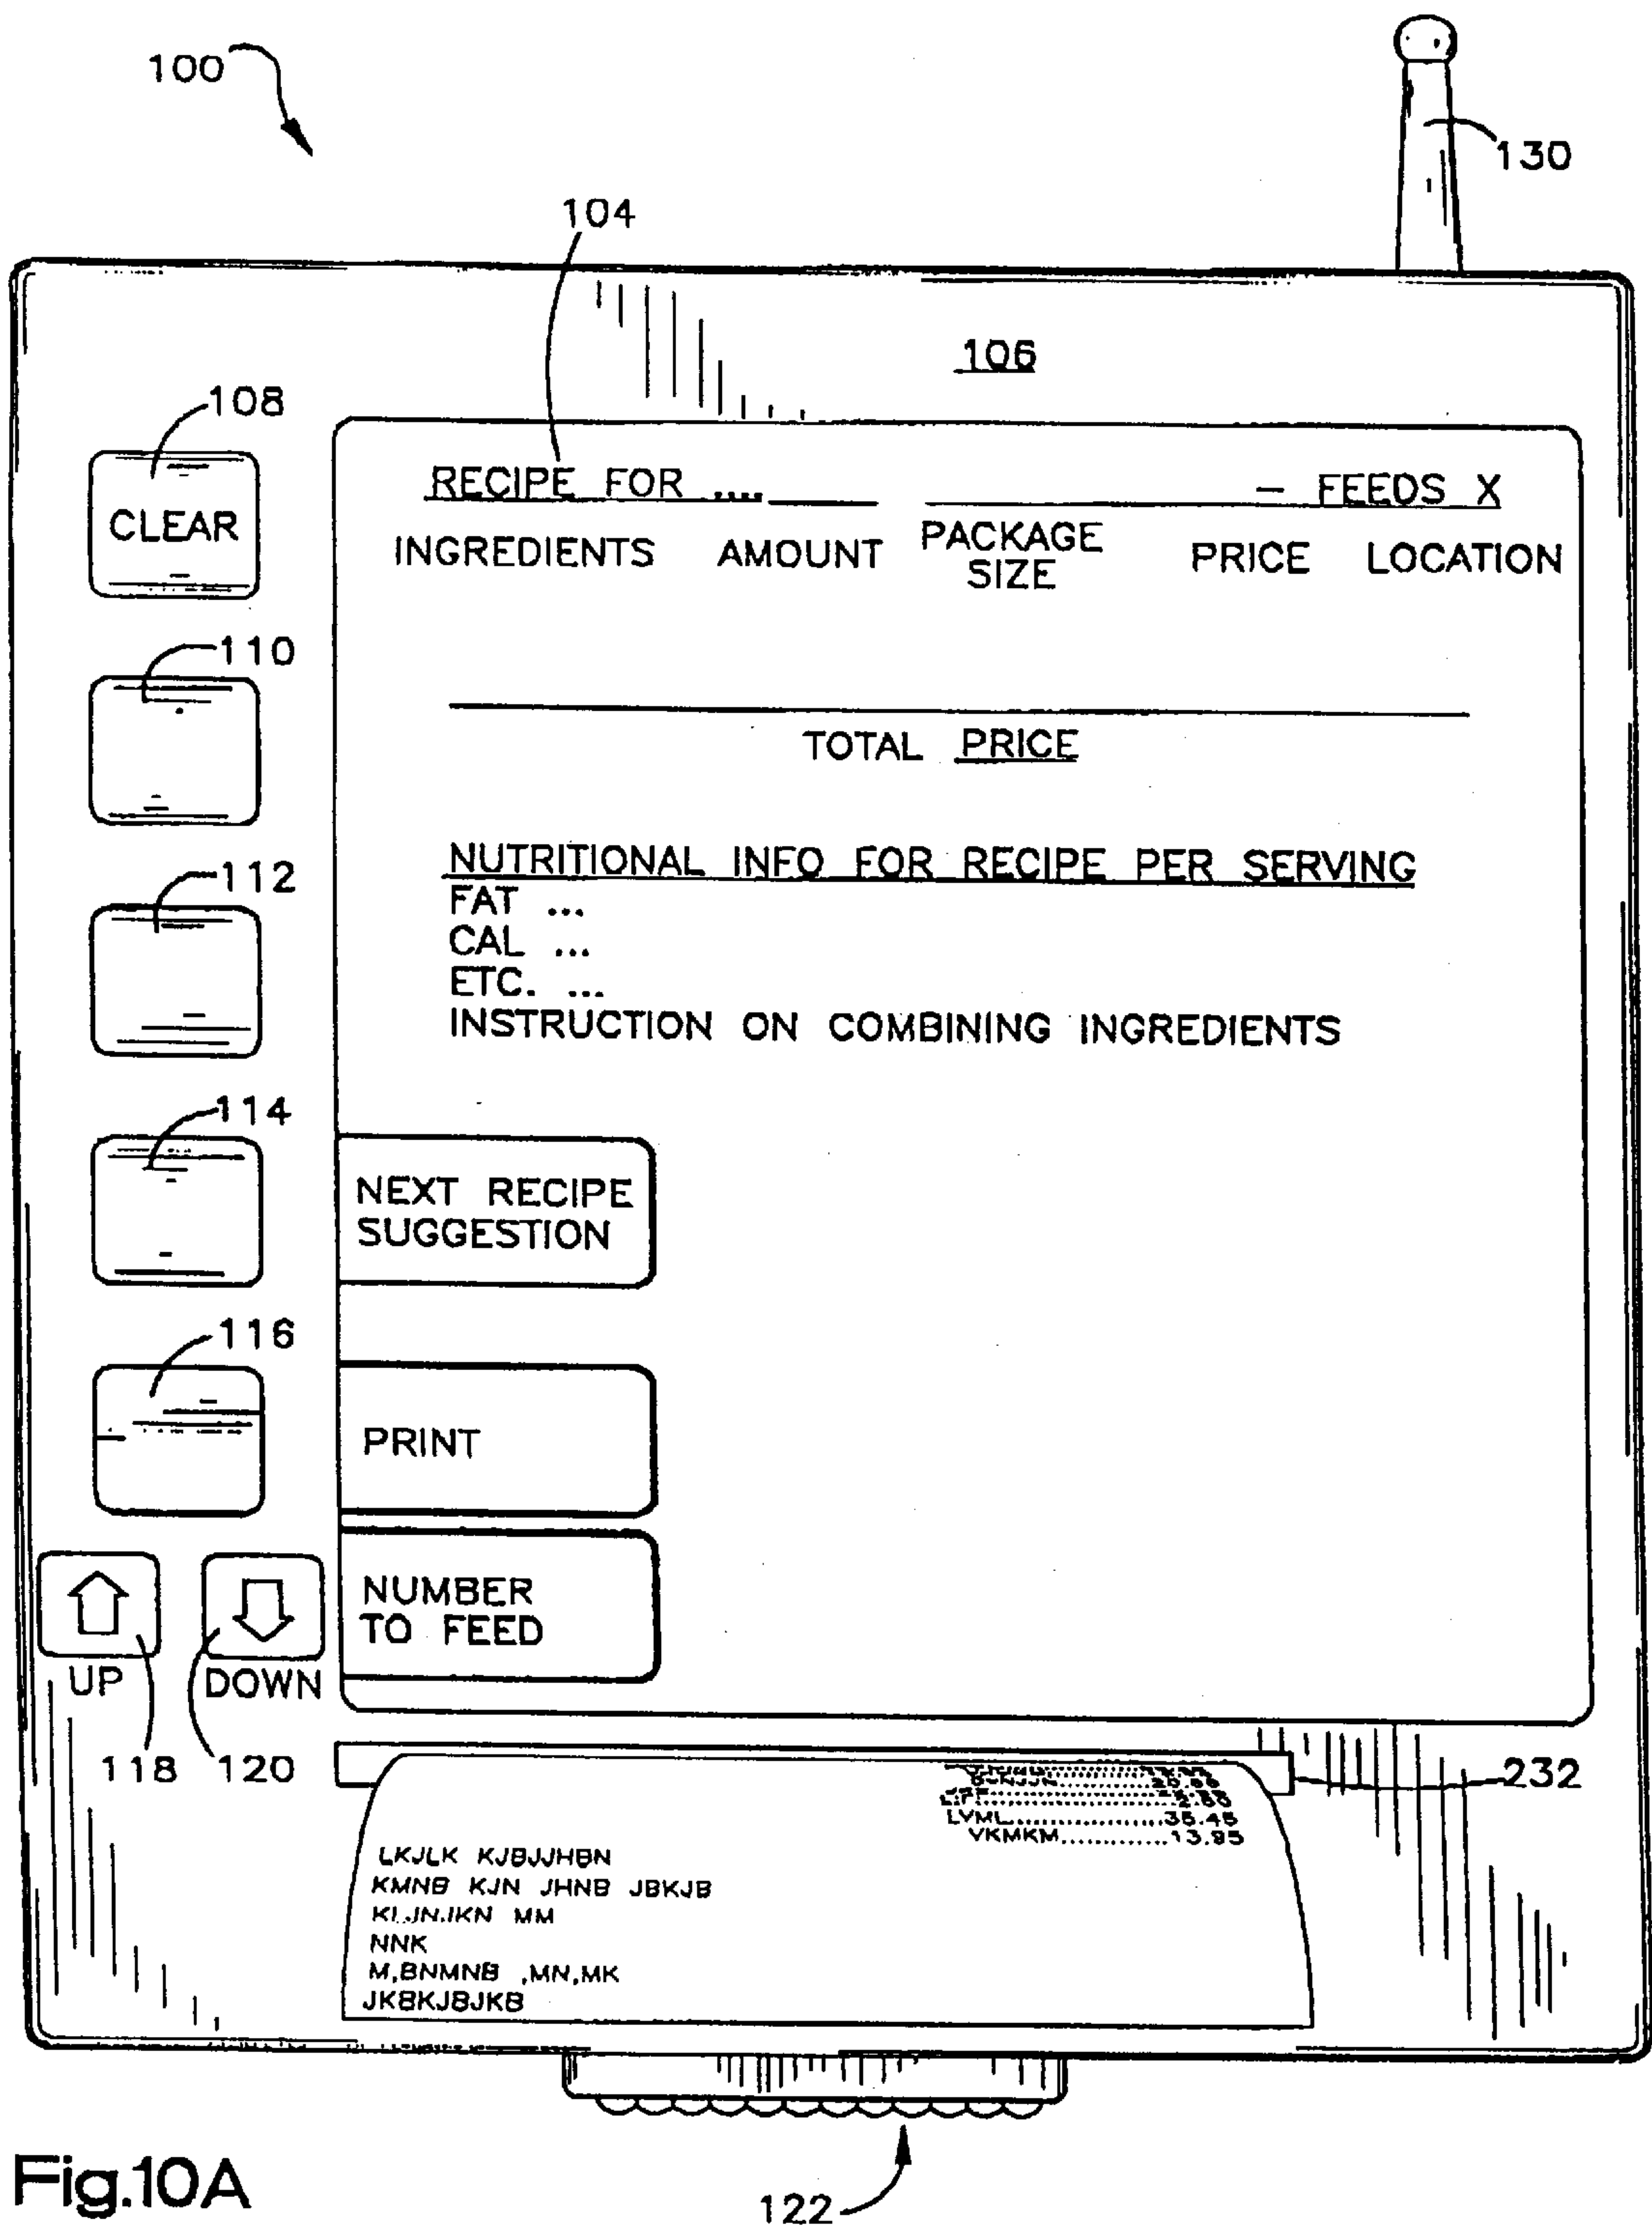 100
130
104
106
108
RECIPE FOR .... – FEEDS X
CLEAR
INGREDIENTS AMOUNT PACKAGE SIZE PRICE LOCATION
110
TOTAL PRICE
112
NUTRITIONAL INFO FOR RECIPE PER SERVING
FAT ...
CAL ...
ETC. ...
INSTRUCTION ON COMBINING INGREDIENTS
114
NEXT RECIPE
SUGGESTION
116
PRINT
NUMBER
TO FEED
UP DOWN
118 120
232
LVML................35.45
VKMKM...........13.95
LKJLK KJBJJHBN
KMNB KJN JHNB JBKJB
MM
NNK
M,BNMNB ,MN,MK
JKBKJBJKB
Fig.10A
122